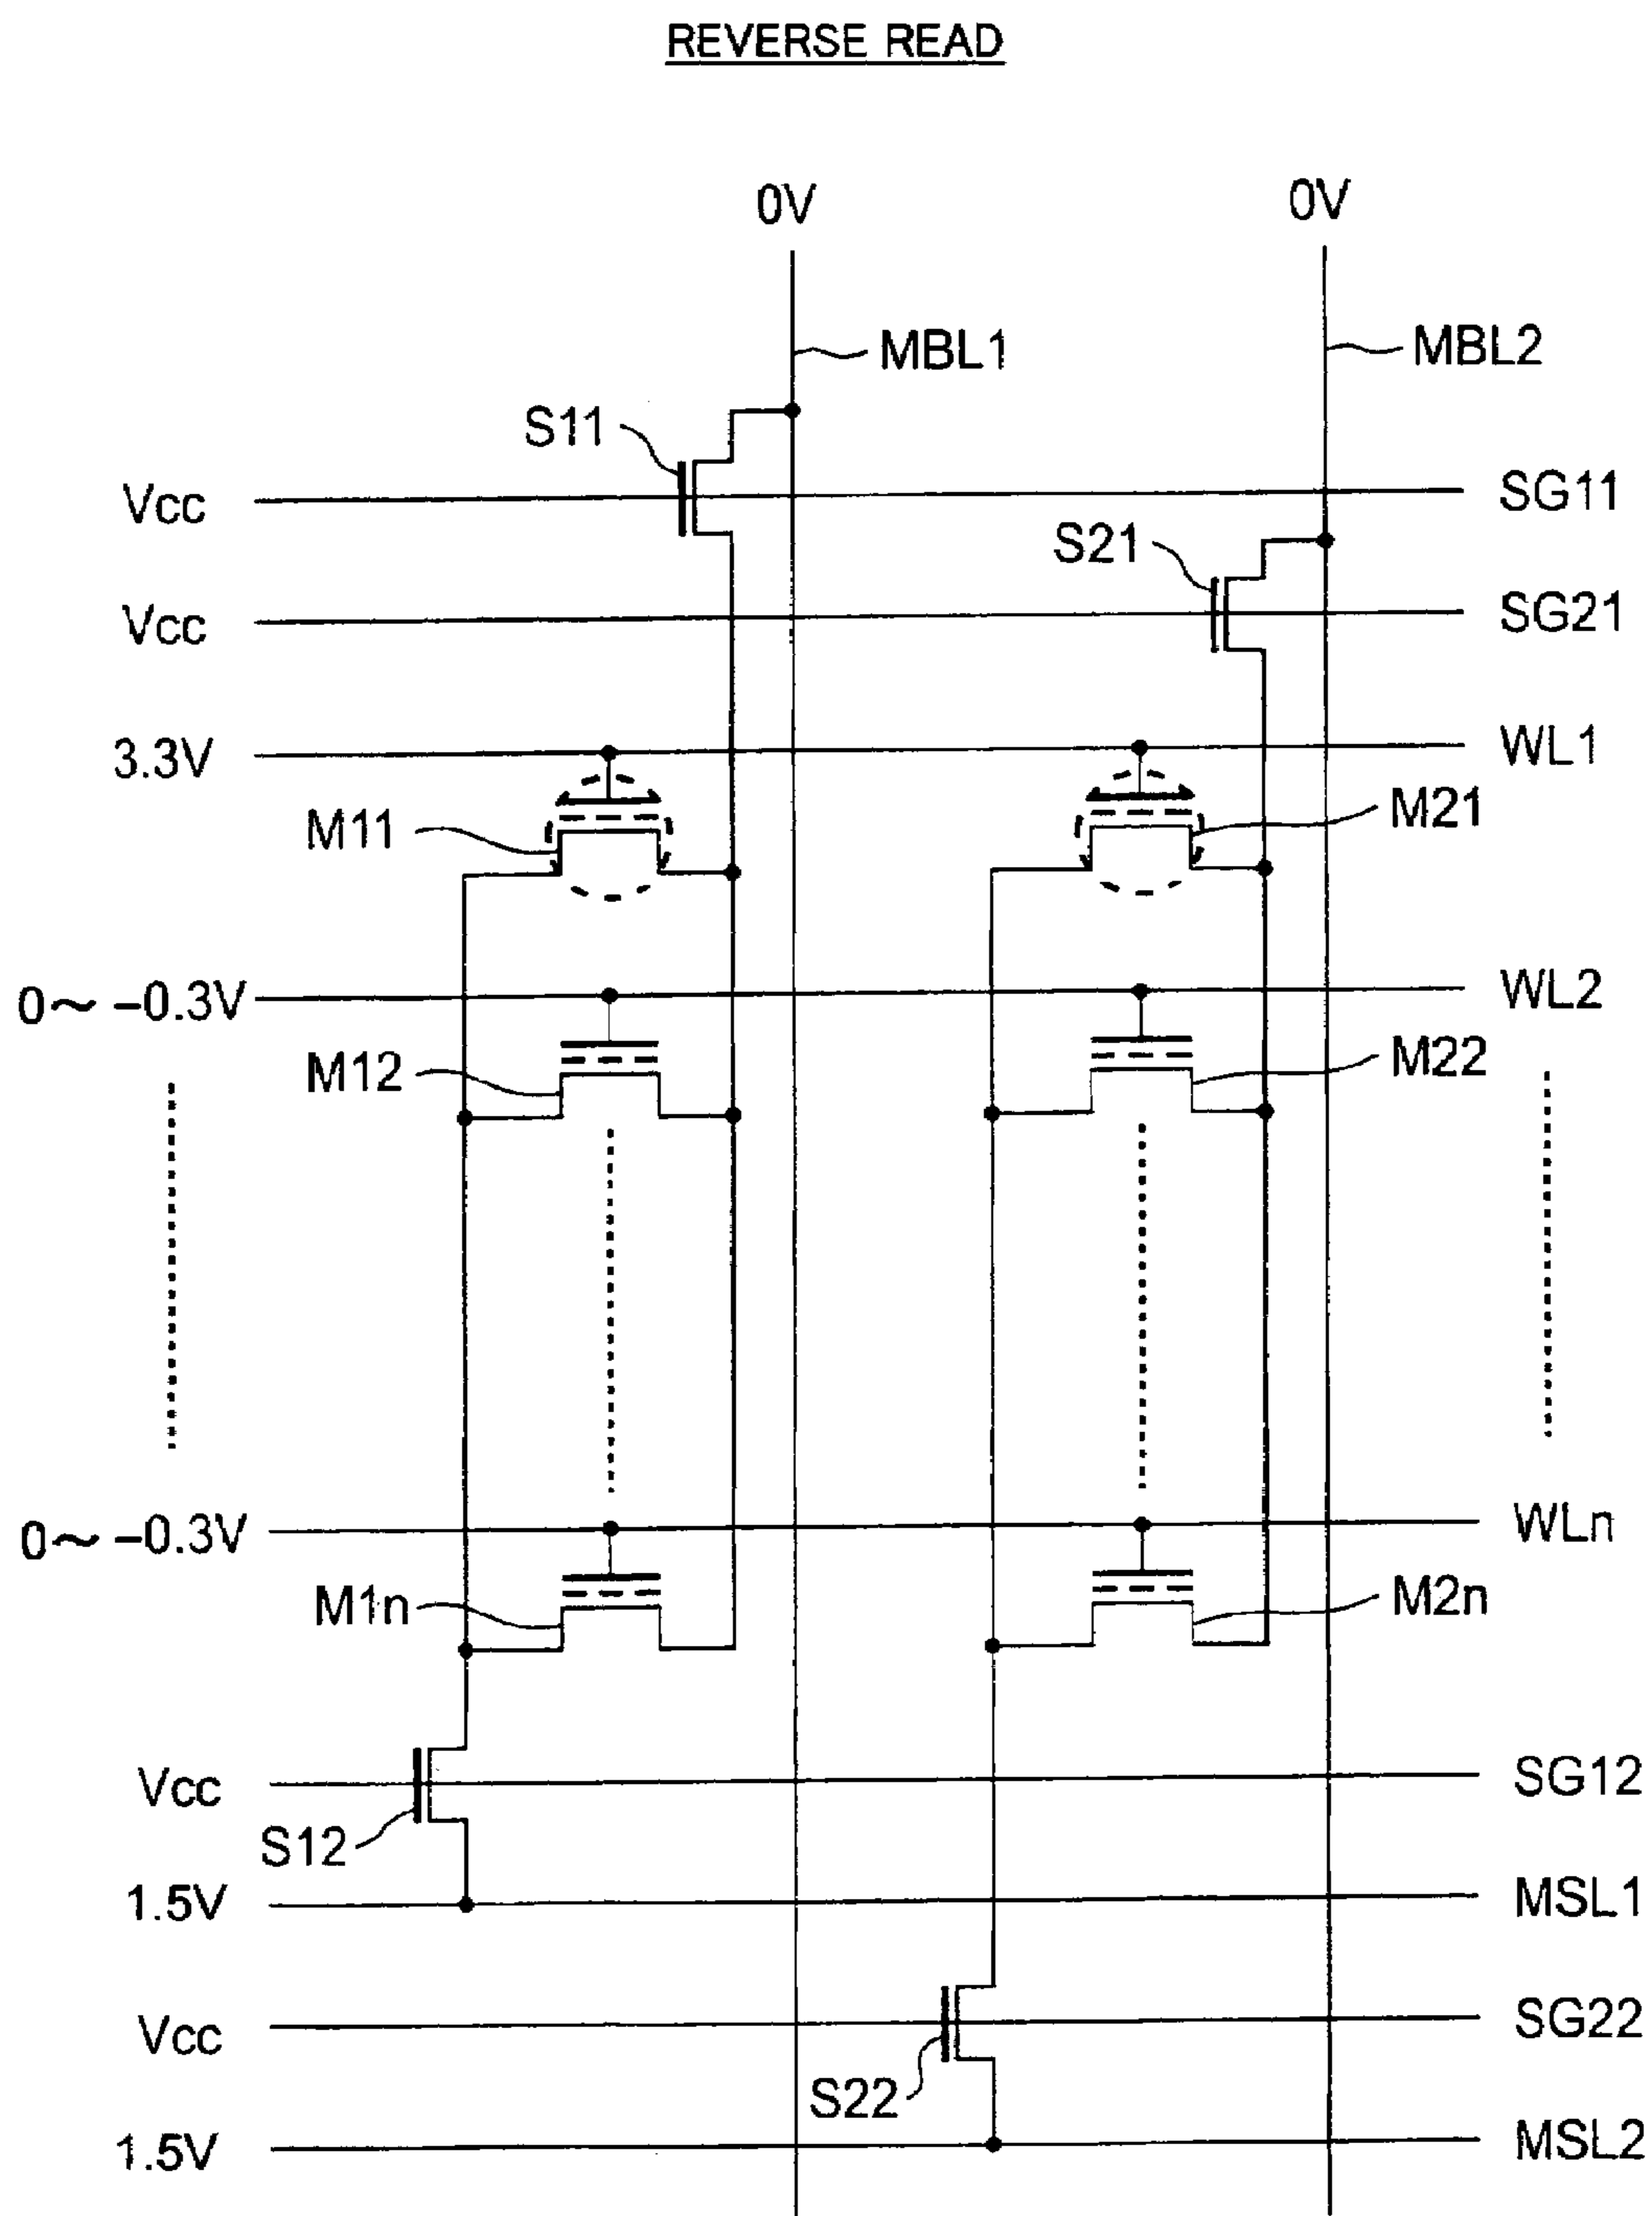 REVERSE READ
0V 0V
MBL1 MBL2
S11
Vcc SG11
S21
Vcc SG21
3.3V WL1
M11 M21
0～−0.3V WL2
M12 M22
0～−0.3V WLn
M1n M2n
Vcc SG12
S12
1.5V MSL1
Vcc SG22
S22
1.5V MSL2